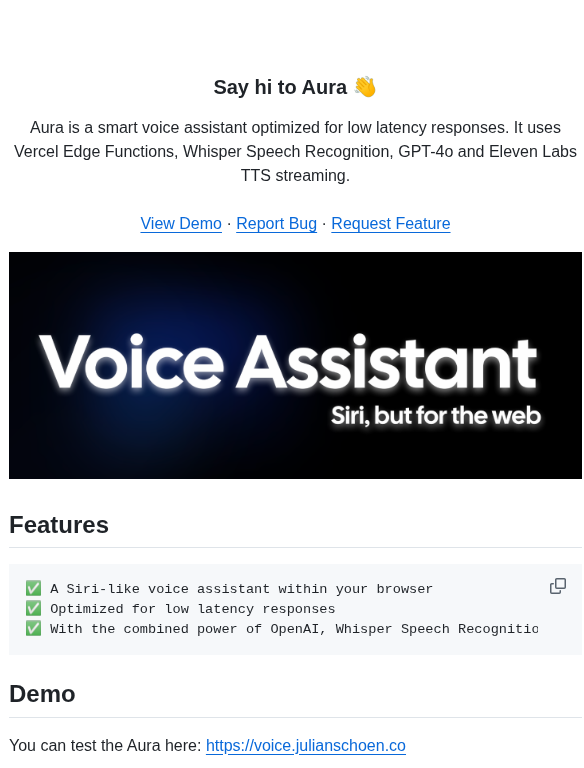 Say hi to Aura 👋
Aura is a smart voice assistant optimized for low latency responses. It uses
Vercel Edge Functions, Whisper Speech Recognition, GPT-4o and Eleven Labs
TTS streaming.
View Demo · Report Bug · Request Feature
Voice Assistant
Siri, but for the web
Features
✅ A Siri-like voice assistant within your browser
✅ Optimized for low latency responses
✅ With the combined power of OpenAI, Whisper Speech Recognitio
Demo
You can test the Aura here: https://voice.julianschoen.co